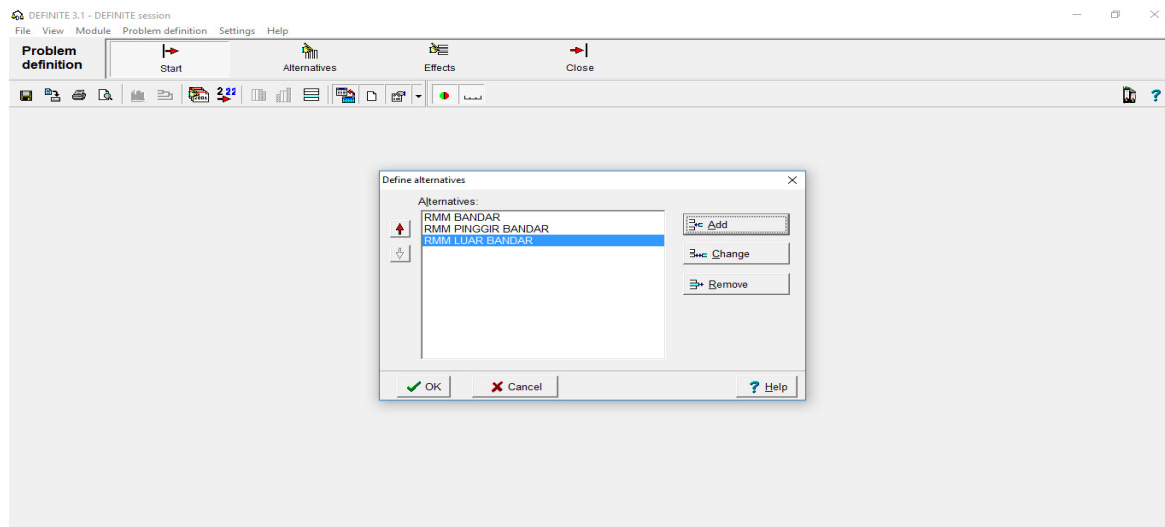 DEFINITE 3.1 - DEFINITE session
File View Module Problem definition Settings Help
Problem definition
Start
Alternatives
Effects
Close
Define alternatives
Alternatives:
RMM BANDAR
RMM PINGGIR BANDAR
RMM LUAR BANDAR
Add
Change
Remove
OK
Cancel
Help